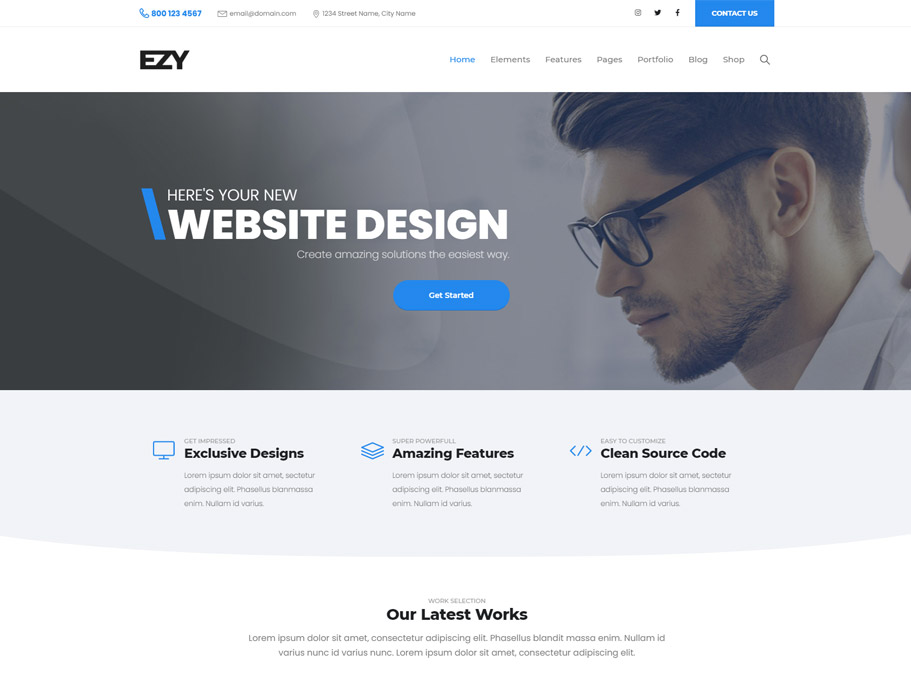 800 123 4567 email@domain.com 1234 Street Name, City Name CONTACT US
EZY Home Elements Features Pages Portfolio Blog Shop
HERE'S YOUR NEW
WEBSITE DESIGN
Create amazing solutions the easiest way.
Get Started
GET IMPRESSED
Exclusive Designs
Lorem ipsum dolor sit amet, sectetur
adipiscing elit. Phasellus blanmassa
enim. Nullam id varius.
SUPER POWERFULL
Amazing Features
Lorem ipsum dolor sit amet, sectetur
adipiscing elit. Phasellus blanmassa
enim. Nullam id varius.
EASY TO CUSTOMIZE
Clean Source Code
Lorem ipsum dolor sit amet, sectetur
adipiscing elit. Phasellus blanmassa
enim. Nullam id varius.
WORK SELECTION
Our Latest Works
Lorem ipsum dolor sit amet, consectetur adipiscing elit. Phasellus blandit massa enim. Nullam id
varius nunc id varius nunc. Lorem ipsum dolor sit amet, consectetur adipiscing elit.